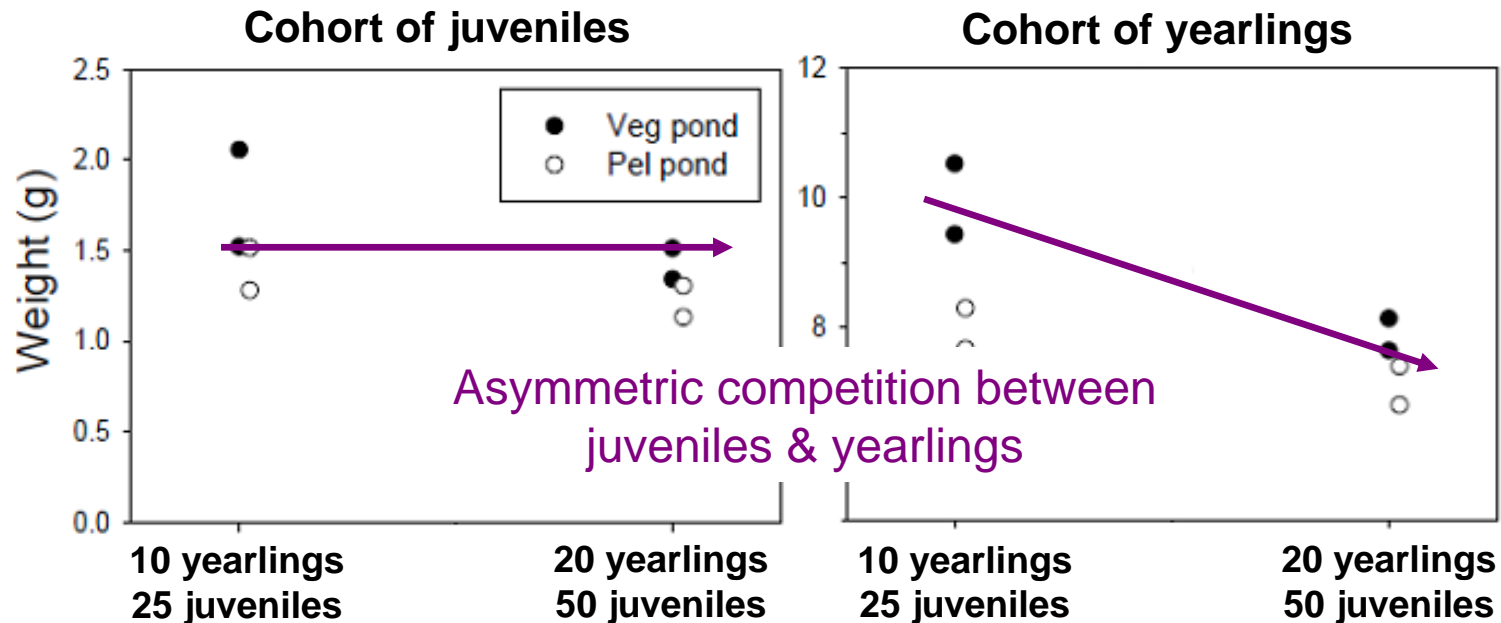 Cohort of juveniles
Cohort of yearlings
2.5
2.0
1.5
1.0
0.5
0.0
Weight (g)
Veg pond
Pel pond
12
10
8
Asymmetric competition between
juveniles & yearlings
10 yearlings
25 juveniles
20 yearlings
50 juveniles
10 yearlings
25 juveniles
20 yearlings
50 juveniles